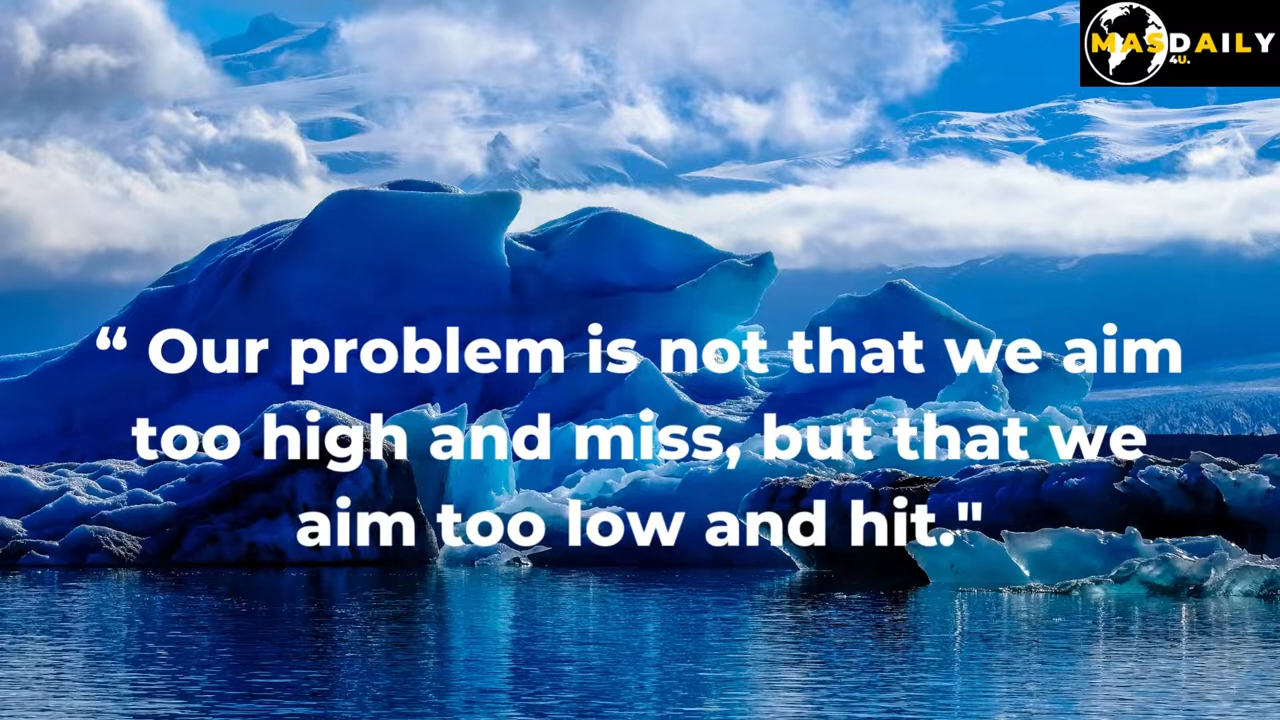 MASDAILY
4U.
“ Our problem is not that we aim
too high and miss, but that we
aim too low and hit."